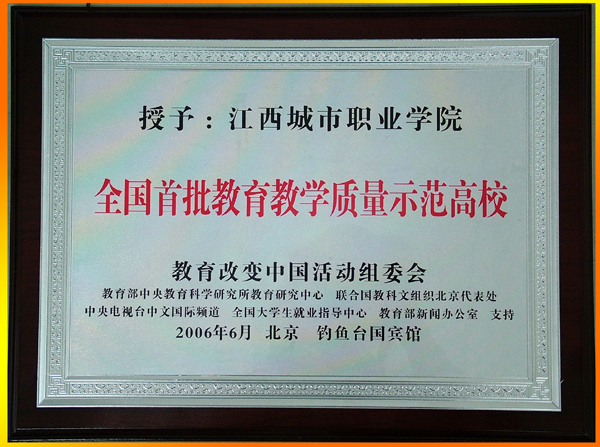 授予：江西城市职业学院
全国首批教育教学质量示范高校
教育改变中国活动组委会
教育部中央教育科学研究所教育研究中心 联合国教科文组织北京代表处
中央电视台中文国际频道 全国大学生就业指导中心 教育部新闻办公室 支持
2006年6月 北京 钓鱼台国宾馆